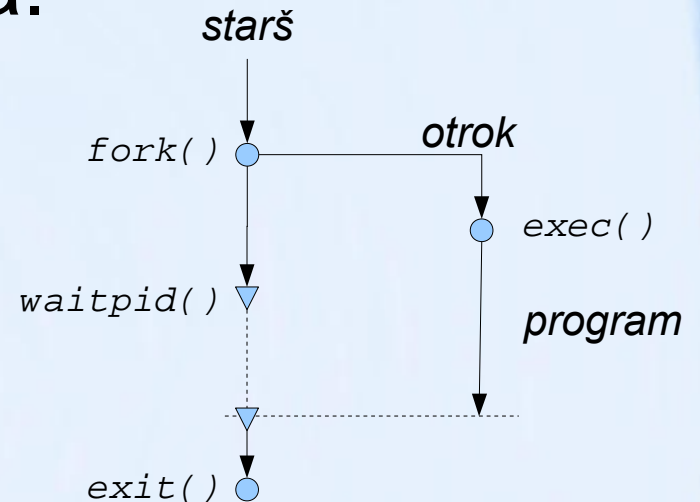 starš
otrok
fork()
exec()
waitpid()
program
exit()